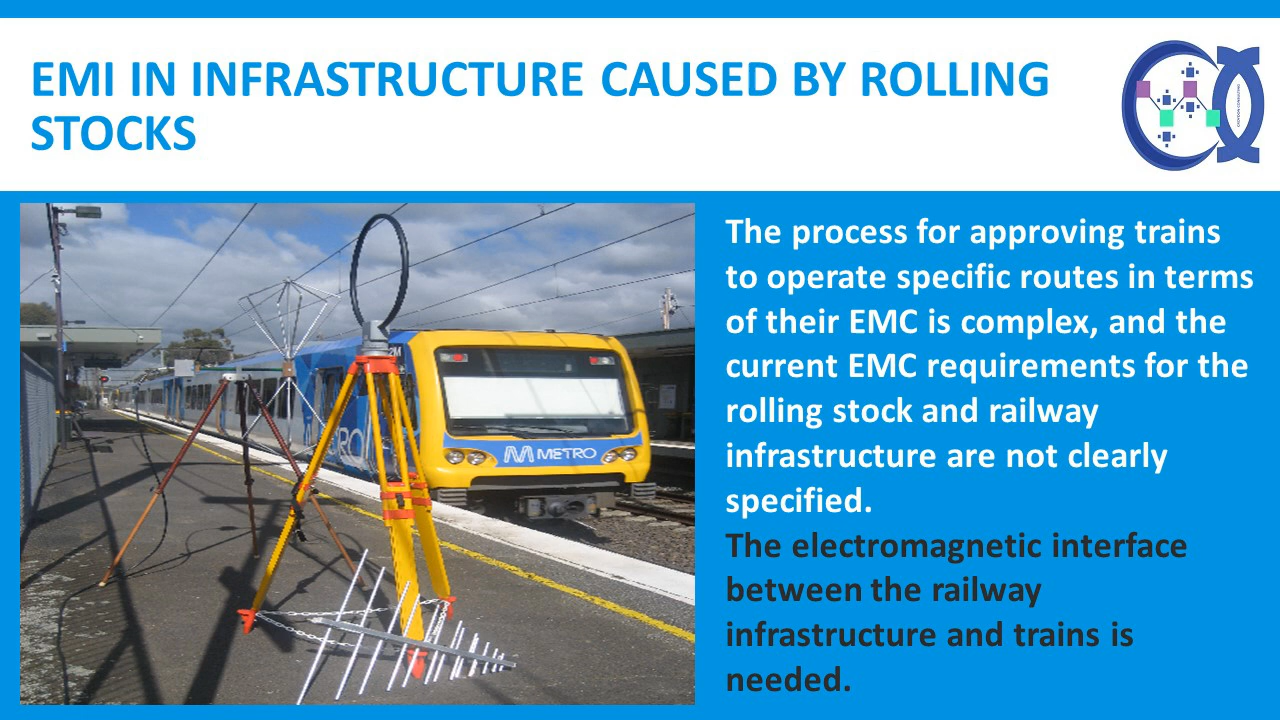 EMI IN INFRASTRUCTURE CAUSED BY ROLLING
STOCKS
The process for approving trains
to operate specific routes in terms
of their EMC is complex, and the
current EMC requirements for the
rolling stock and railway
infrastructure are not clearly
specified.
The electromagnetic interface
between the railway
infrastructure and trains is
needed.
METRO